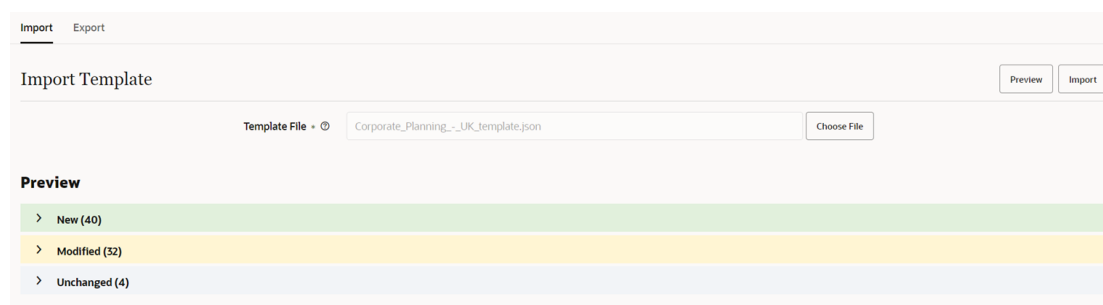 Import Export
Import Template
Preview Import
Template File Corporate_Planning_-_UK_template.json Choose File
Preview
New (40)
Modified (32)
Unchanged (4)